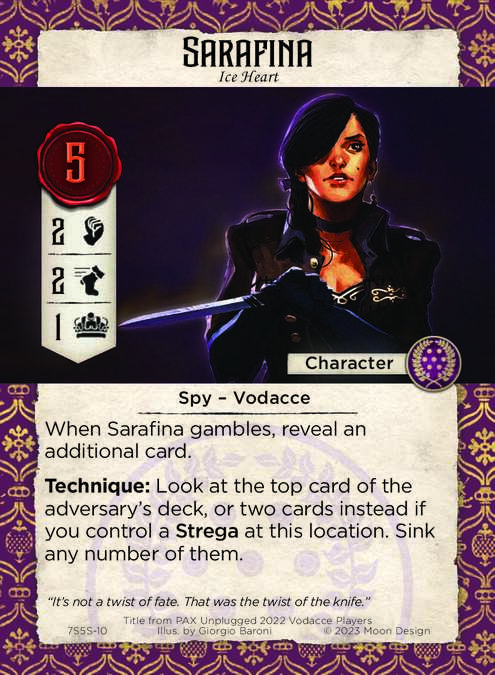 Sarafina
Ice Heart
5
2
2
1
Character
Spy – Vodacce
When Sarafina gambles, reveal an
additional card.
Technique: Look at the top card of the
adversary's deck, or two cards instead if
you control a Strega at this location. Sink
any number of them.
“It's not a twist of fate. That was the twist of the knife.”
Title from PAX Unplugged 2022 Vodacce Players
7S5S-10 Illus. by Giorgio Baroni © 2023 Moon Design